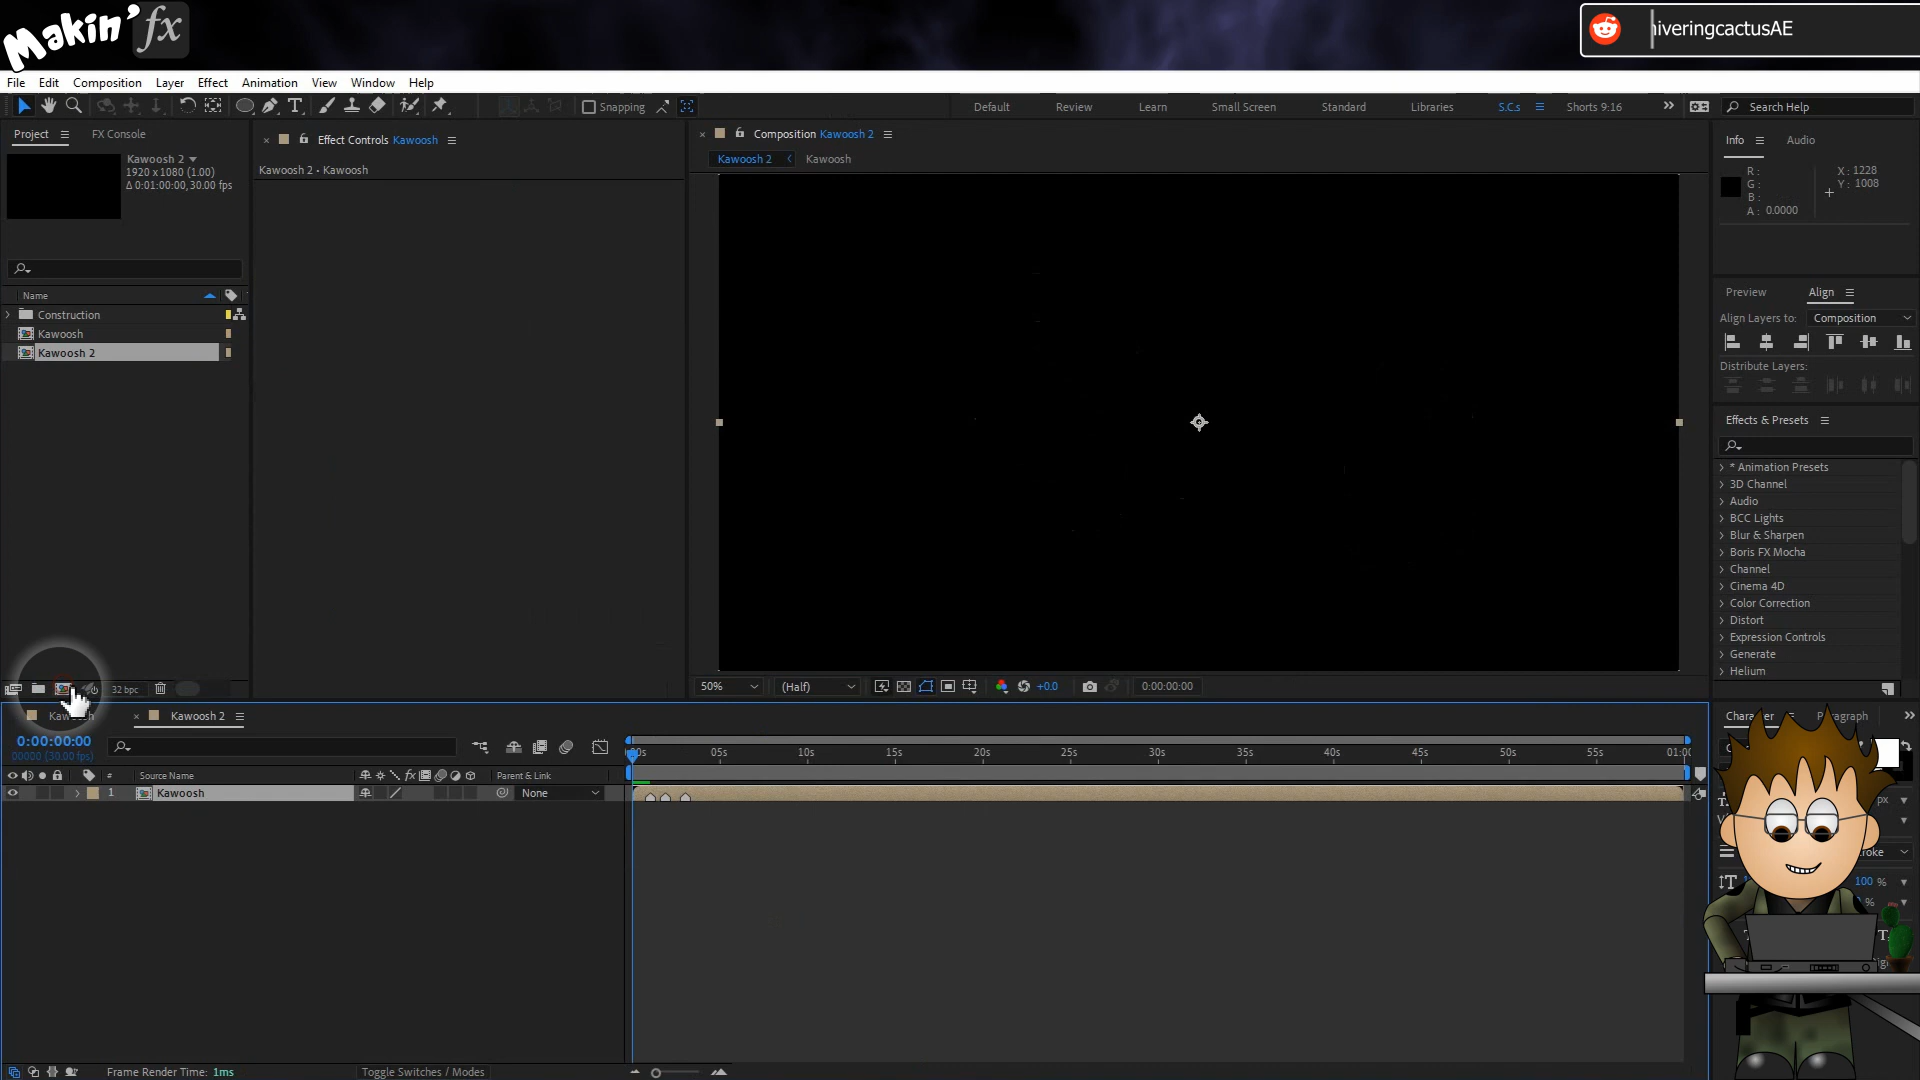 Makin' fx
hiveringcactusAE
File Edit Composition Layer Effect Animation View Window Help
Snapping
Default Review Learn Small Screen Standard Libraries S.C.s Shorts 9:16
Search Help
Project FX Console
Effect Controls Kawoosh
Composition Kawoosh 2
Info Audio
Kawoosh 2
1920 x 1080 (1.00)
Δ 0:01:00:00, 30.00 fps
Kawoosh 2 • Kawoosh
Kawoosh 2 Kawoosh
R :
G :
B :
A : 0.0000
X : 1228
Y : 1008
Name
Construction
Kawoosh
Kawoosh 2
Preview Align
Align Layers to: Composition
Distribute Layers:
Effects & Presets
* Animation Presets
3D Channel
Audio
BCC Lights
Blur & Sharpen
Boris FX Mocha
Channel
Cinema 4D
Color Correction
Distort
Expression Controls
Generate
Helium
32 bpc
50% (Half) +0.0 0:00:00:00
Kawoosh 2
Character Paragraph
0:00:00:00
00000 (30.00 fps)
05s 10s 15s 20s 25s 30s 35s 40s 45s 50s 55s 01:00
# Source Name fx Parent & Link
1 Kawoosh None
px
roke
100 %
%
Frame Render Time: 1ms Toggle Switches / Modes